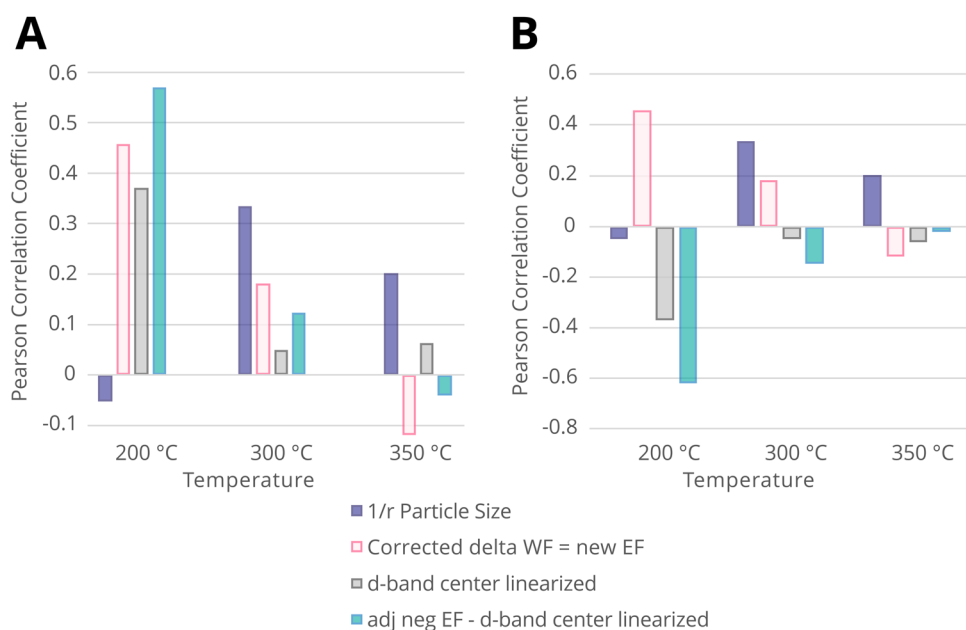 A
Pearson Correlation Coefficient
0.6
0.5
0.4
0.3
0.2
0.1
0
-0.1
200 °C 300 °C 350 °C
Temperature
B
Pearson Correlation Coefficient
0.6
0.4
0.2
0
-0.2
-0.4
-0.6
-0.8
200 °C 300 °C 350 °C
Temperature
1/r Particle Size
Corrected delta WF = new EF
d-band center linearized
adj neg EF - d-band center linearized